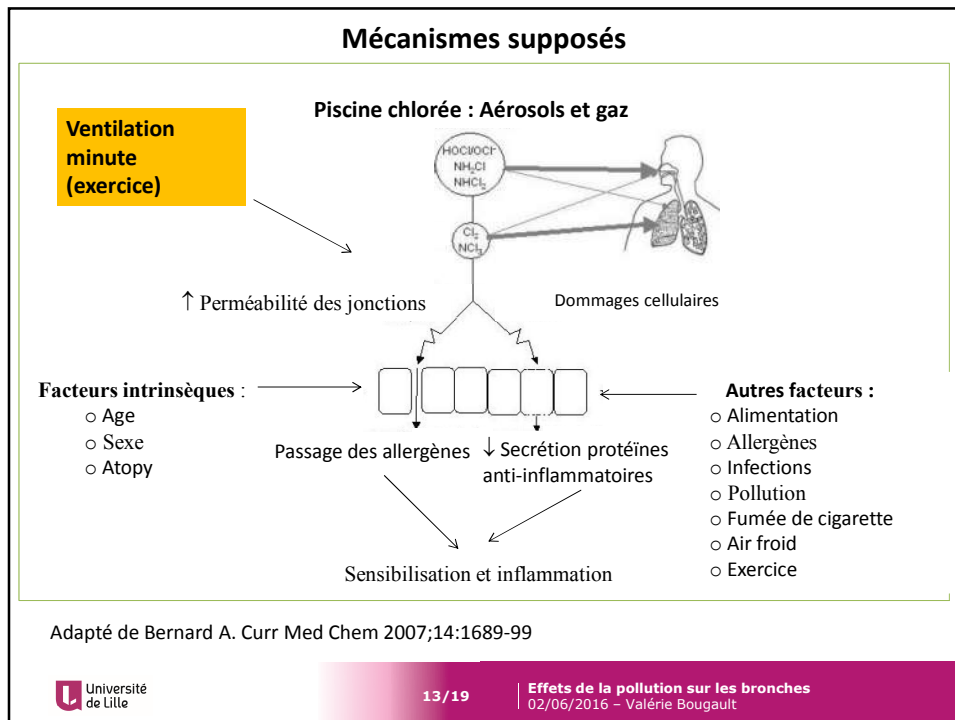 Mécanismes supposés
Piscine chlorée : Aérosols et gaz
Ventilation
minute
(exercice)
HOCl/OCl⁻
NH₂Cl
NHCl₂
Cl₂
NCl₃
↑ Perméabilité des jonctions
Dommages cellulaires
Facteurs intrinsèques :
o Age
o Sexe
o Atopy
Autres facteurs :
o Alimentation
o Allergènes
o Infections
o Pollution
o Fumée de cigarette
o Air froid
o Exercice
Passage des allergènes
↓ Secrétion protéïnes
anti-inflammatoires
Sensibilisation et inflammation
Adapté de Bernard A. Curr Med Chem 2007;14:1689-99
Université
de Lille
13/19
Effets de la pollution sur les bronches
02/06/2016 – Valérie Bougault